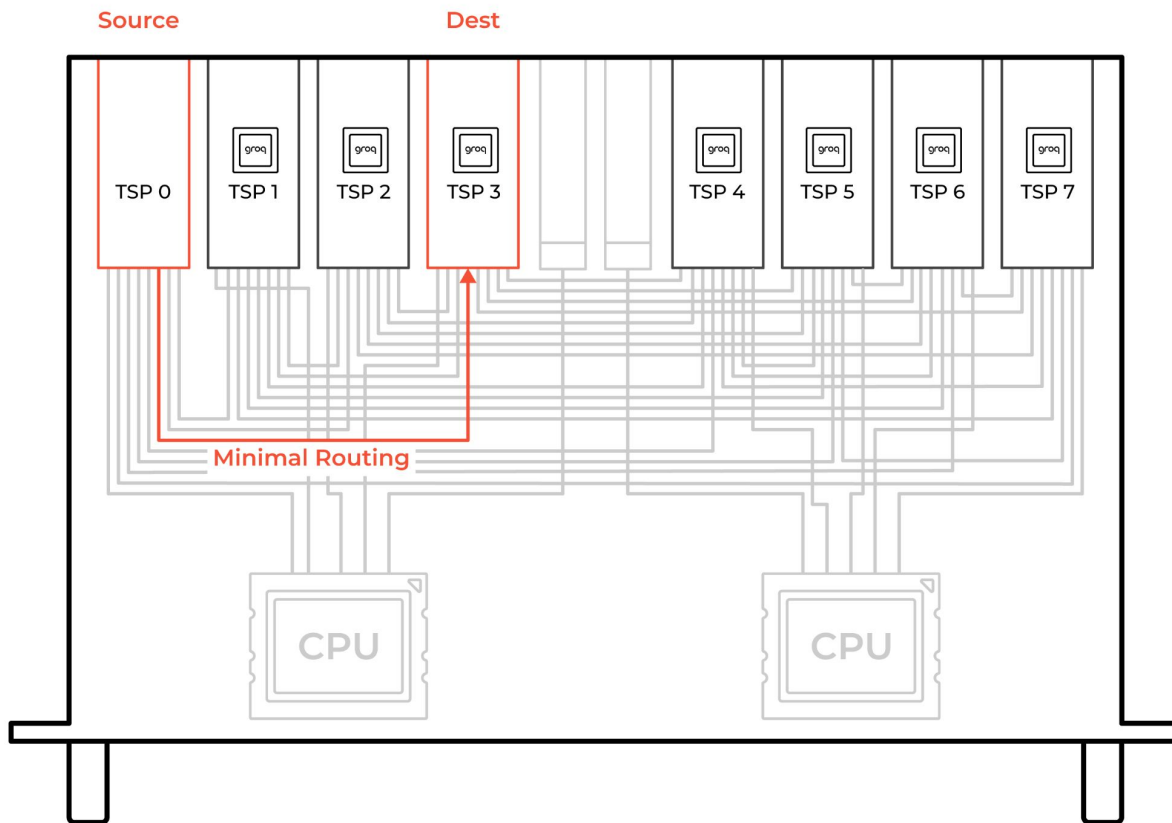 Source Dest
groq groq groq groq groq groq groq
TSP 0 TSP 1 TSP 2 TSP 3 TSP 4 TSP 5 TSP 6 TSP 7
Minimal Routing
CPU CPU